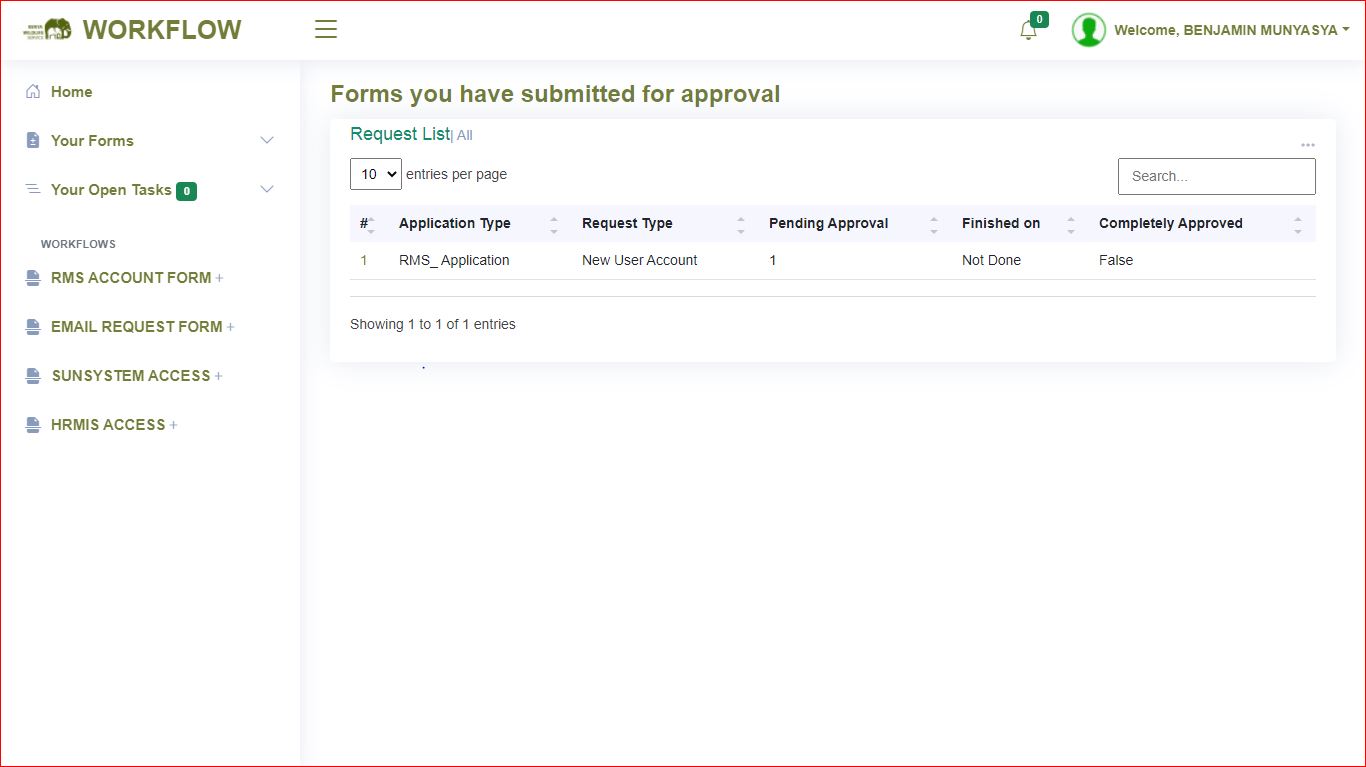 KENYA
WILDLIFE
SERVICE
WORKFLOW
0
Welcome, BENJAMIN MUNYASYA
Home
Your Forms
Your Open Tasks 0
WORKFLOWS
RMS ACCOUNT FORM +
EMAIL REQUEST FORM +
SUNSYSTEM ACCESS +
HRMIS ACCESS +
Forms you have submitted for approval
Request List| All
10 entries per page
Search...
# Application Type Request Type Pending Approval Finished on Completely Approved
1 RMS_ Application New User Account 1 Not Done False
Showing 1 to 1 of 1 entries
.